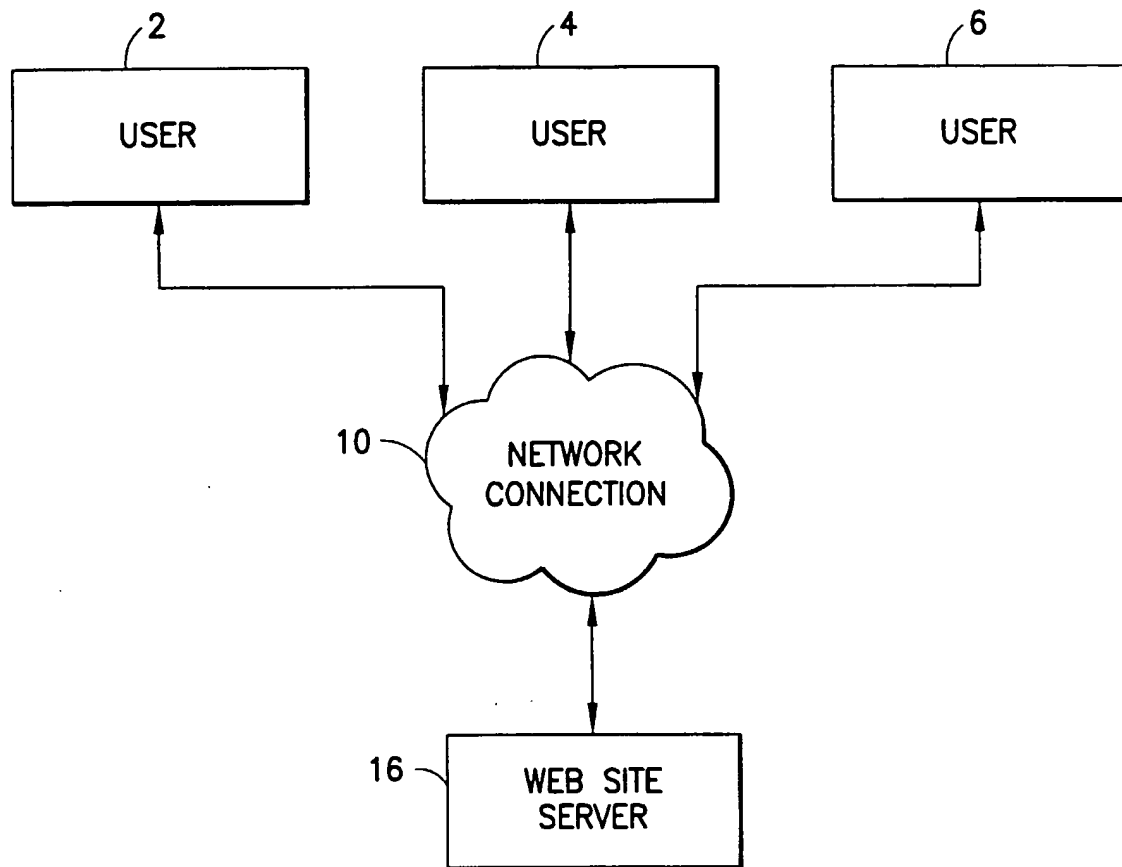 2
4
6
USER
USER
USER
10
NETWORK
CONNECTION
16
WEB SITE
SERVER